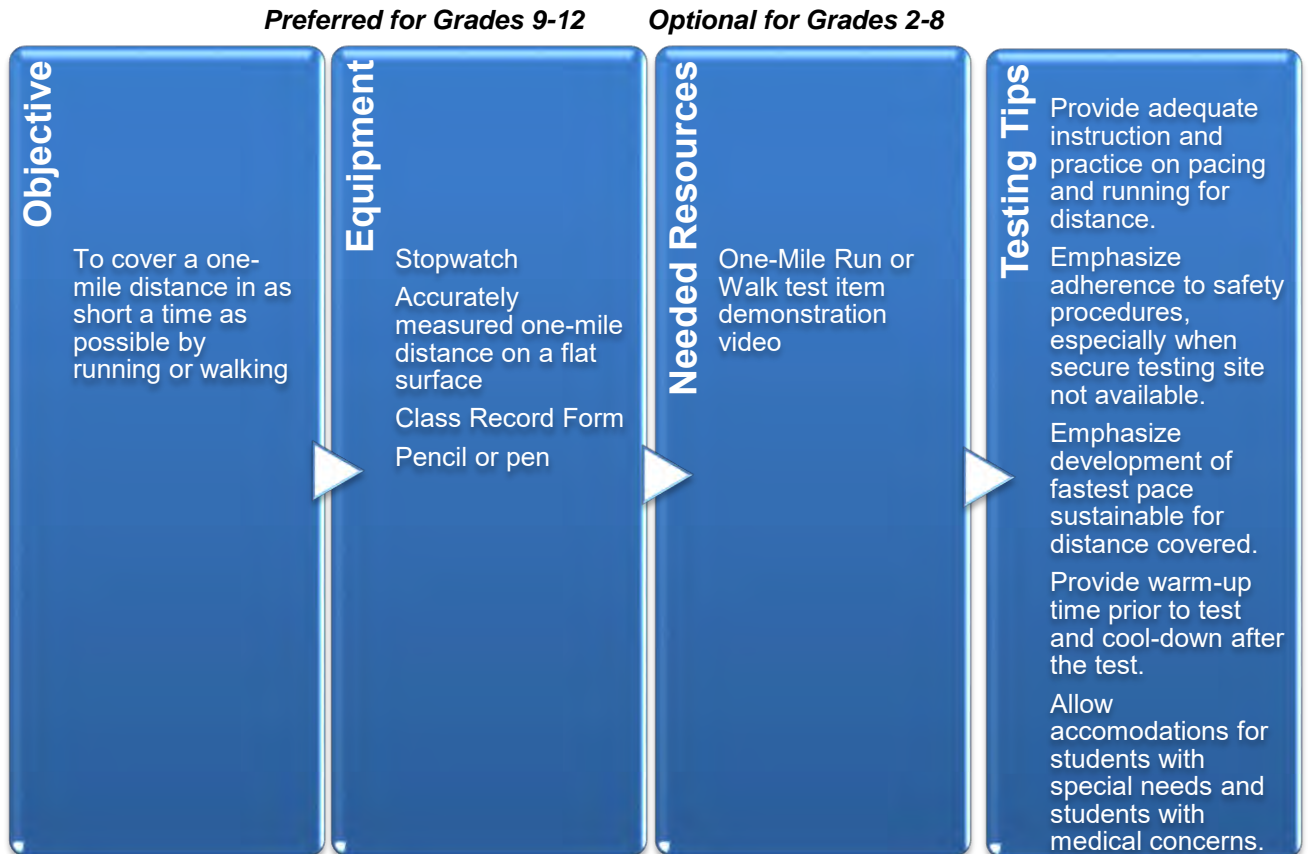 Preferred for Grades 9-12 Optional for Grades 2-8
Objective
To cover a one-
mile distance in as
short a time as
possible by
running or walking
Equipment
Stopwatch
Accurately
measured one-mile
distance on a flat
surface
Class Record Form
Pencil or pen
Needed Resources
One-Mile Run or
Walk test item
demonstration
video
Testing Tips
Provide adequate
instruction and
practice on pacing
and running for
distance.
Emphasize
adherence to safety
procedures,
especially when
secure testing site
not available.
Emphasize
development of
fastest pace
sustainable for
distance covered.
Provide warm-up
time prior to test
and cool-down after
the test.
Allow
accomodations for
students with
special needs and
students with
medical concerns.